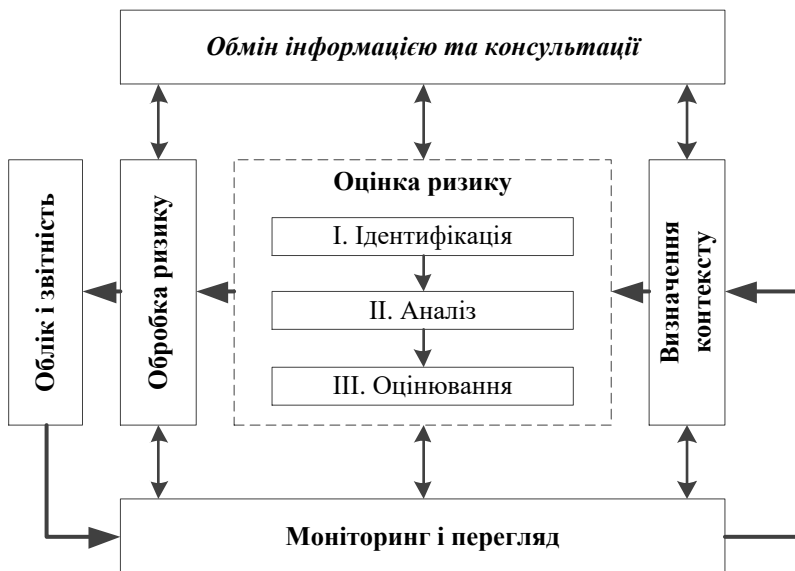 Обмін інформацією та консультації
Облік і звітність
Обробка ризику
Оцінка ризику
I. Ідентифікація
II. Аналіз
III. Оцінювання
Визначення
контексту
Моніторинг і перегляд